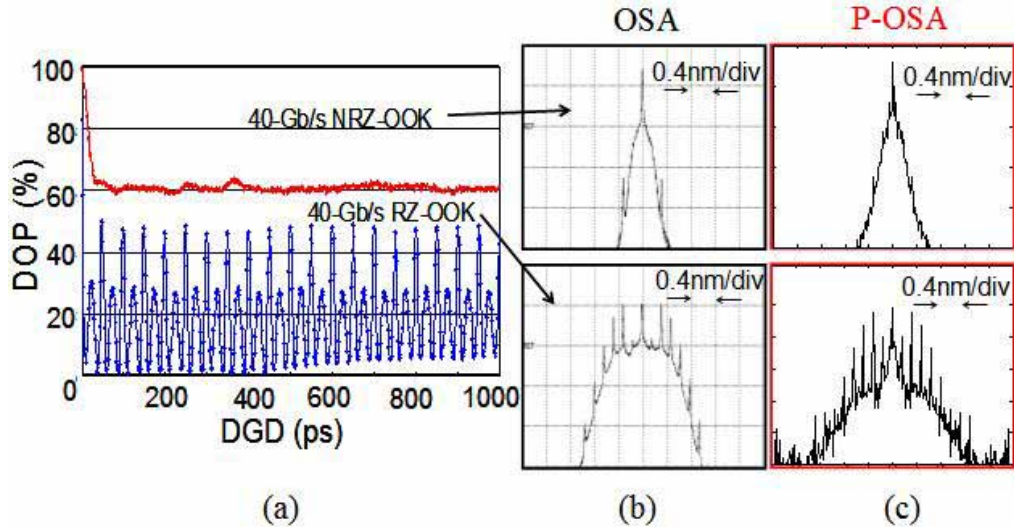 OSA
P-OSA
100
80
60
40
20
0
DOP (%)
40-Gb/s NRZ-OOK
40-Gb/s RZ-OOK
200
400
600
800
1000
DGD (ps)
0.4nm/div
0.4nm/div
0.4nm/div
0.4nm/div
(a)
(b)
(c)